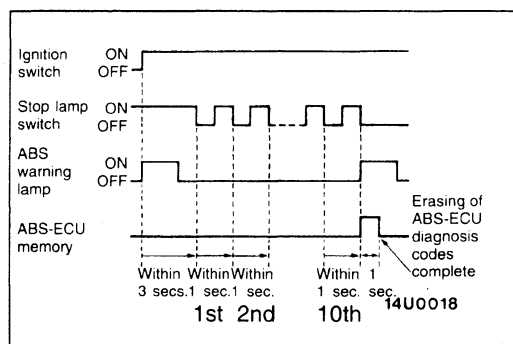 Ignition switch
ON
OFF
Stop lamp switch
ON
OFF
ABS warning lamp
ON
OFF
ABS-ECU memory
Erasing of ABS-ECU diagnosis codes complete
Within 3 secs.
Within 1 sec.
Within 1 sec.
Within 1 sec.
1 sec.
1st 2nd 10th
14U0018